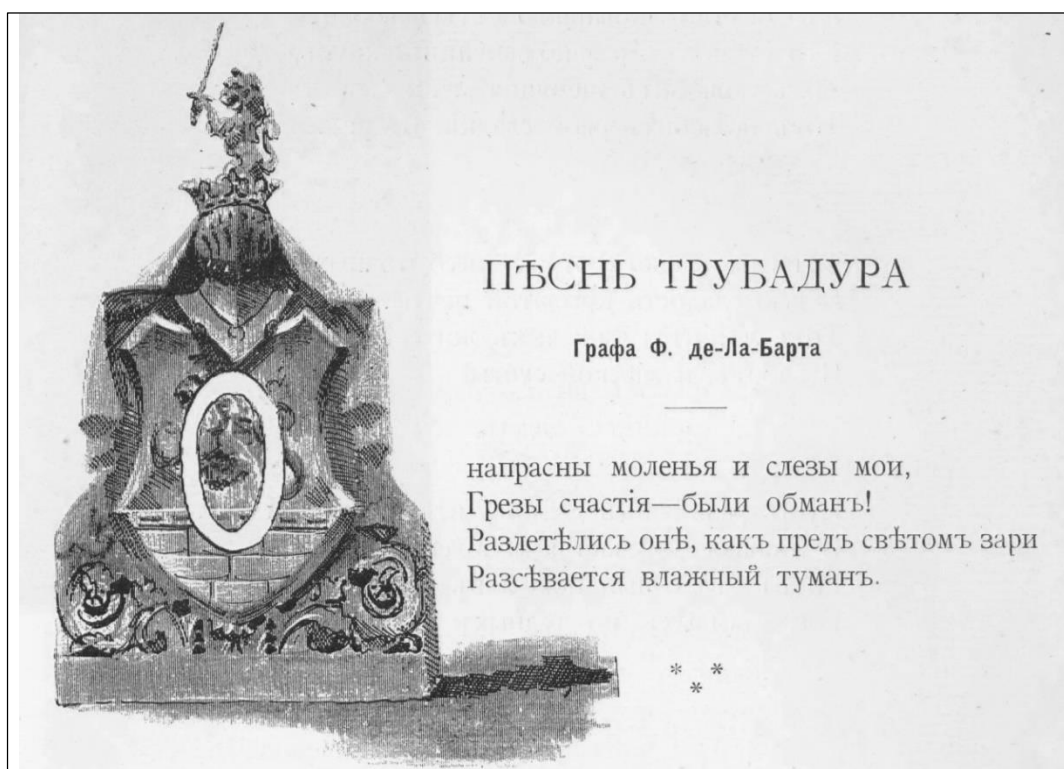 ПѢСНЬ ТРУБАДУРА
Графа Ф. де-Ла-Барта
напрасны моленья и слезы мои,
Грезы счастія—были обманъ!
Разлетѣлись онѣ, какъ предъ свѣтомъ зари
Разсѣвается влажный туманъ.
* * *